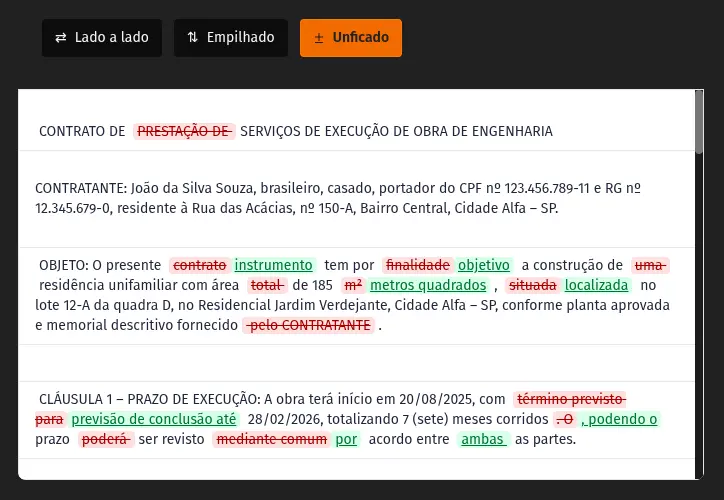 ⇄ Lado a lado ⇅ Empilhado ± Unficado
CONTRATO DE PRESTAÇÃO DE SERVIÇOS DE EXECUÇÃO DE OBRA DE ENGENHARIA
CONTRATANTE: João da Silva Souza, brasileiro, casado, portador do CPF nº 123.456.789-11 e RG nº
12.345.679-0, residente à Rua das Acácias, nº 150-A, Bairro Central, Cidade Alfa – SP.
OBJETO: O presente contrato instrumento tem por finalidade objetivo a construção de uma
residência unifamiliar com área total de 185 m² metros quadrados , situada localizada no
lote 12-A da quadra D, no Residencial Jardim Verdejante, Cidade Alfa – SP, conforme planta aprovada
e memorial descritivo fornecido pelo CONTRATANTE .
CLÁUSULA 1 – PRAZO DE EXECUÇÃO: A obra terá início em 20/08/2025, com término previsto
para previsão de conclusão até 28/02/2026, totalizando 7 (sete) meses corridos . O , podendo o
prazo poderá ser revisto mediante comum por acordo entre ambas as partes.